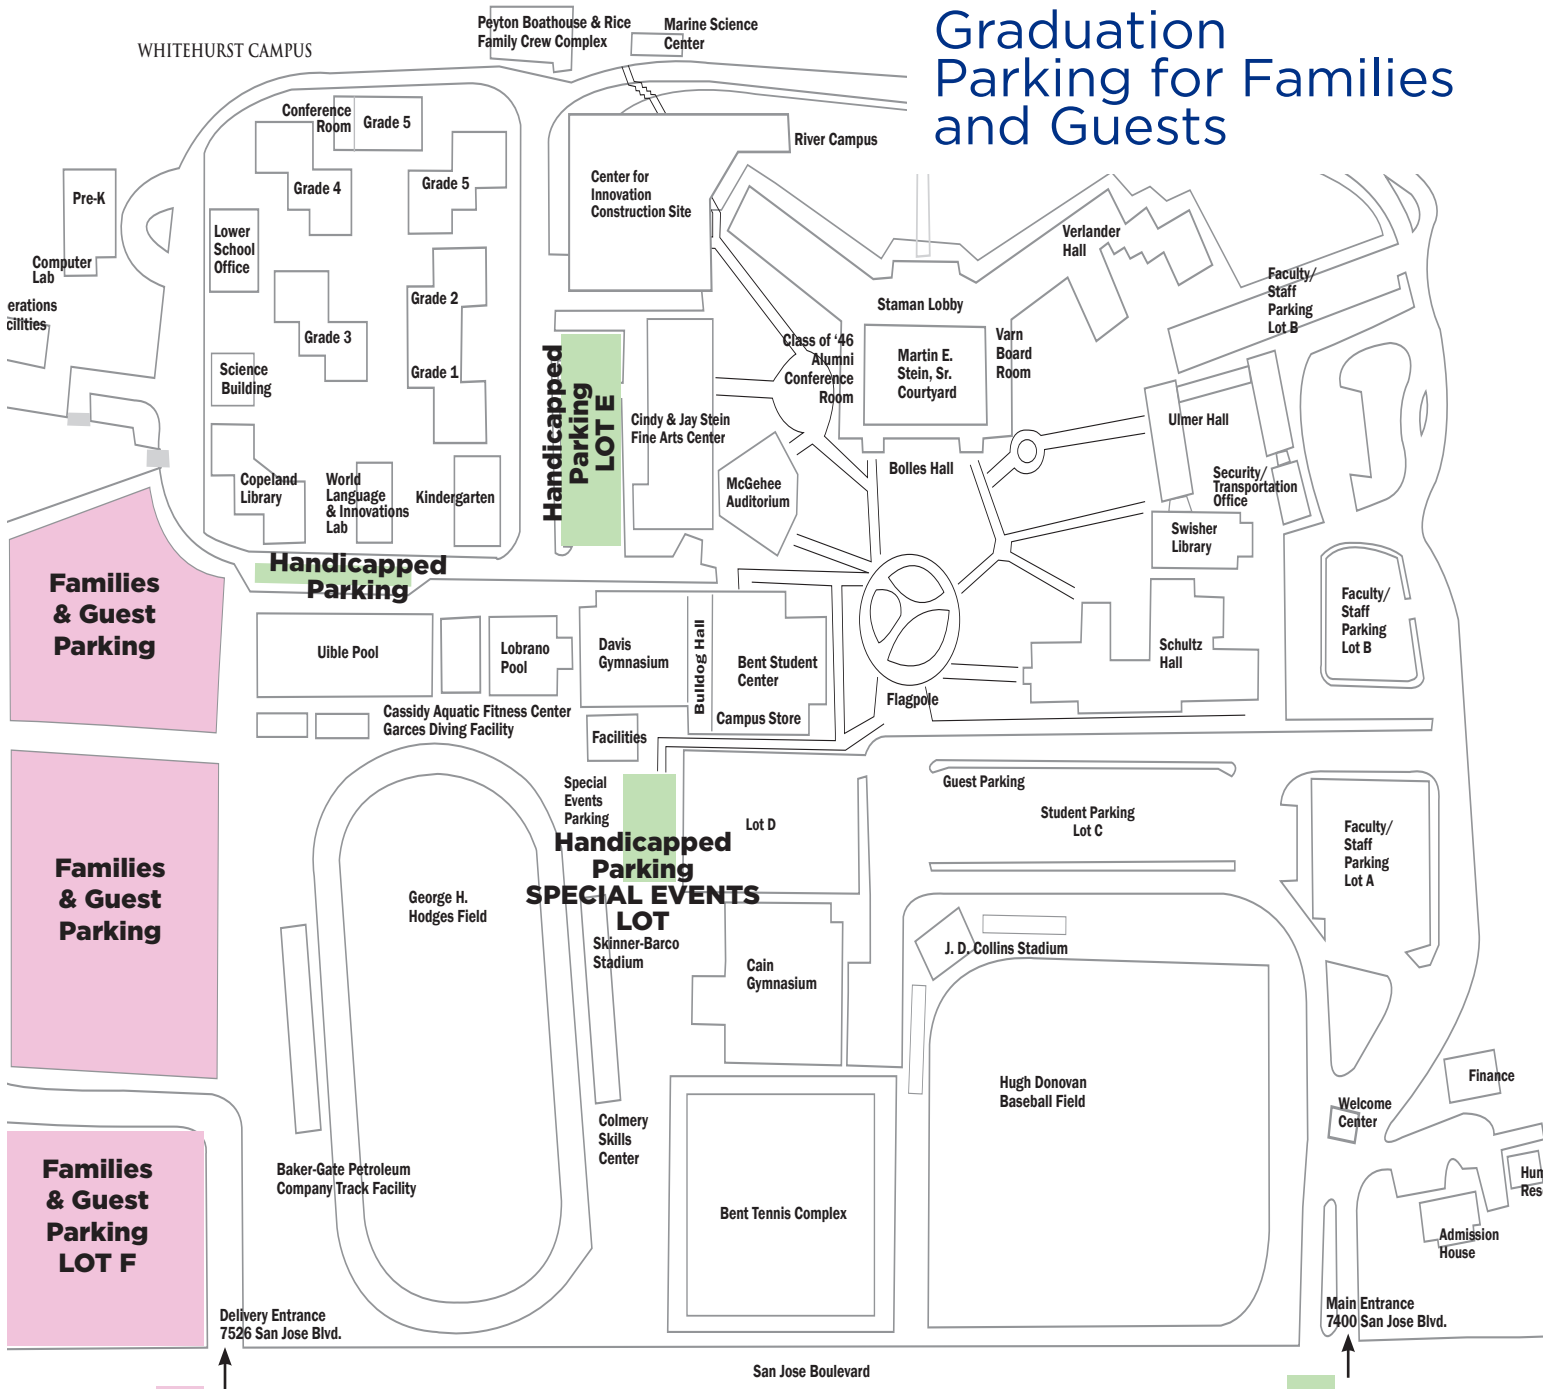 Graduation
Parking for Families
and Guests
WHITEHURST CAMPUS
Peyton Boathouse & Rice
Family Crew Complex
Marine Science
Center
River Campus
Conference
Room
Grade 5
Grade 4
Grade 5
Pre-K
Computer
Lab
erations
cilities
Lower
School
Office
Grade 2
Grade 3
Grade 1
Science
Building
Copeland
Library
World
Language
& Innovations
Lab
Kindergarten
Center for
Innovation
Construction Site
Verlander
Hall
Staman Lobby
Class of ‘46
Alumni
Conference
Room
Martin E.
Stein, Sr.
Courtyard
Varn
Board
Room
Faculty/
Staff
Parking
Lot B
Handicapped
Parking
LOT E
Cindy & Jay Stein
Fine Arts Center
McGehee
Auditorium
Bolles Hall
Ulmer Hall
Security/
Transportation
Office
Swisher
Library
Handicapped
Parking
Families
& Guest
Parking
Uible Pool
Lobrano
Pool
Davis
Gymnasium
Bulldog Hall
Bent Student
Center
Campus Store
Flagpole
Schultz
Hall
Faculty/
Staff
Parking
Lot B
Cassidy Aquatic Fitness Center
Garces Diving Facility
Facilities
Special
Events
Parking
Handicapped
Parking
SPECIAL EVENTS
LOT
Lot D
Guest Parking
Student Parking
Lot C
Faculty/
Staff
Parking
Lot A
Families
& Guest
Parking
George H.
Hodges Field
Skinner-Barco
Stadium
Cain
Gymnasium
J. D. Collins Stadium
Hugh Donovan
Baseball Field
Finance
Welcome
Center
Colmery
Skills
Center
Baker-Gate Petroleum
Company Track Facility
Bent Tennis Complex
Families
& Guest
Parking
LOT F
Hun
Res
Admission
House
Delivery Entrance
7526 San Jose Blvd.
Main Entrance
7400 San Jose Blvd.
San Jose Boulevard